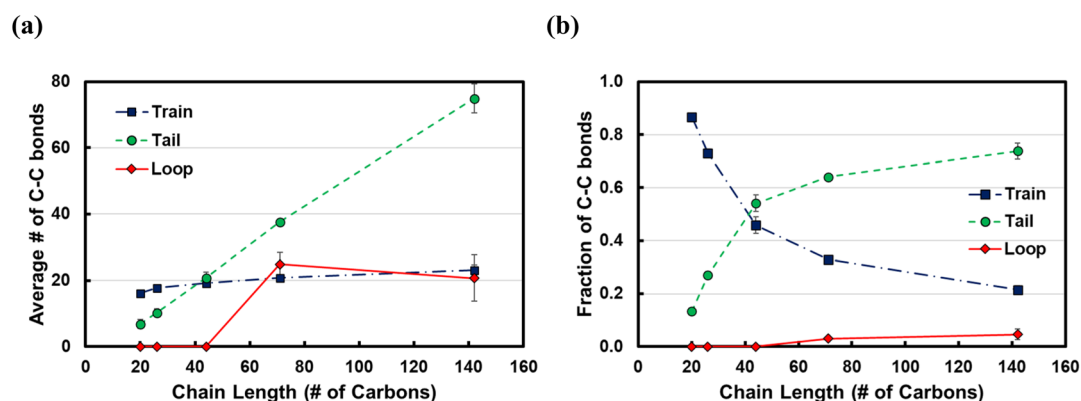 (a)
Average # of C-C bonds
80
60
40
20
0
Train
Tail
Loop
0 20 40 60 80 100 120 140 160
Chain Length (# of Carbons)
(b)
Fraction of C-C bonds
1.0
0.8
0.6
0.4
0.2
0.0
Train
Tail
Loop
0 20 40 60 80 100 120 140 160
Chain Length (# of Carbons)